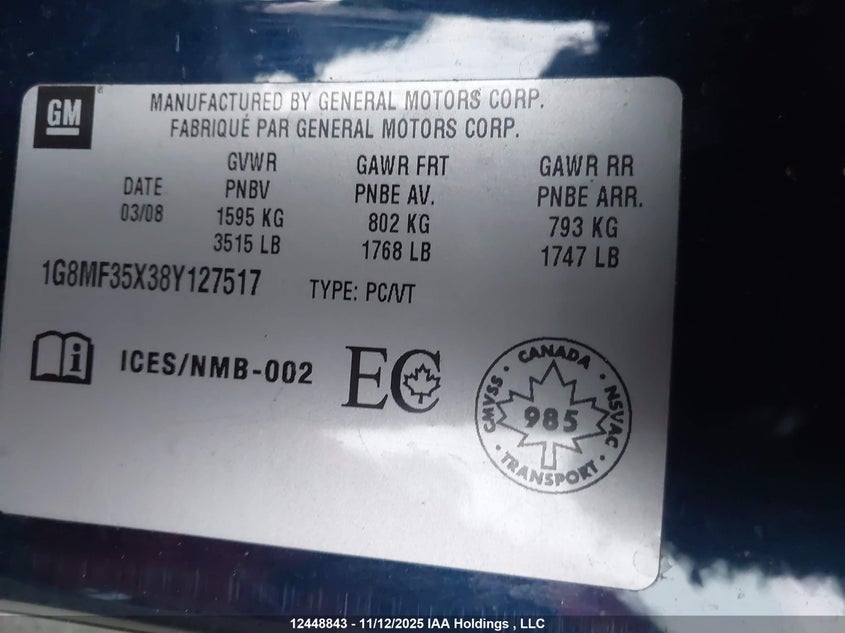 GM ®
MANUFACTURED BY GENERAL MOTORS CORP.
FABRIQUÉ PAR GENERAL MOTORS CORP.
DATE
03/08
GVWR
PNBV
1595 KG
3515 LB
GAWR FRT
PNBE AV.
802 KG
1768 LB
GAWR RR
PNBE ARR.
793 KG
1747 LB
1G8MF35X38Y127517 TYPE: PC/VT
i ICES/NMB-002 EC
CANADA
CMVSS 985 NSVAC
TRANSPORT
12448843 - 11/12/2025 IAA Holdings , LLC